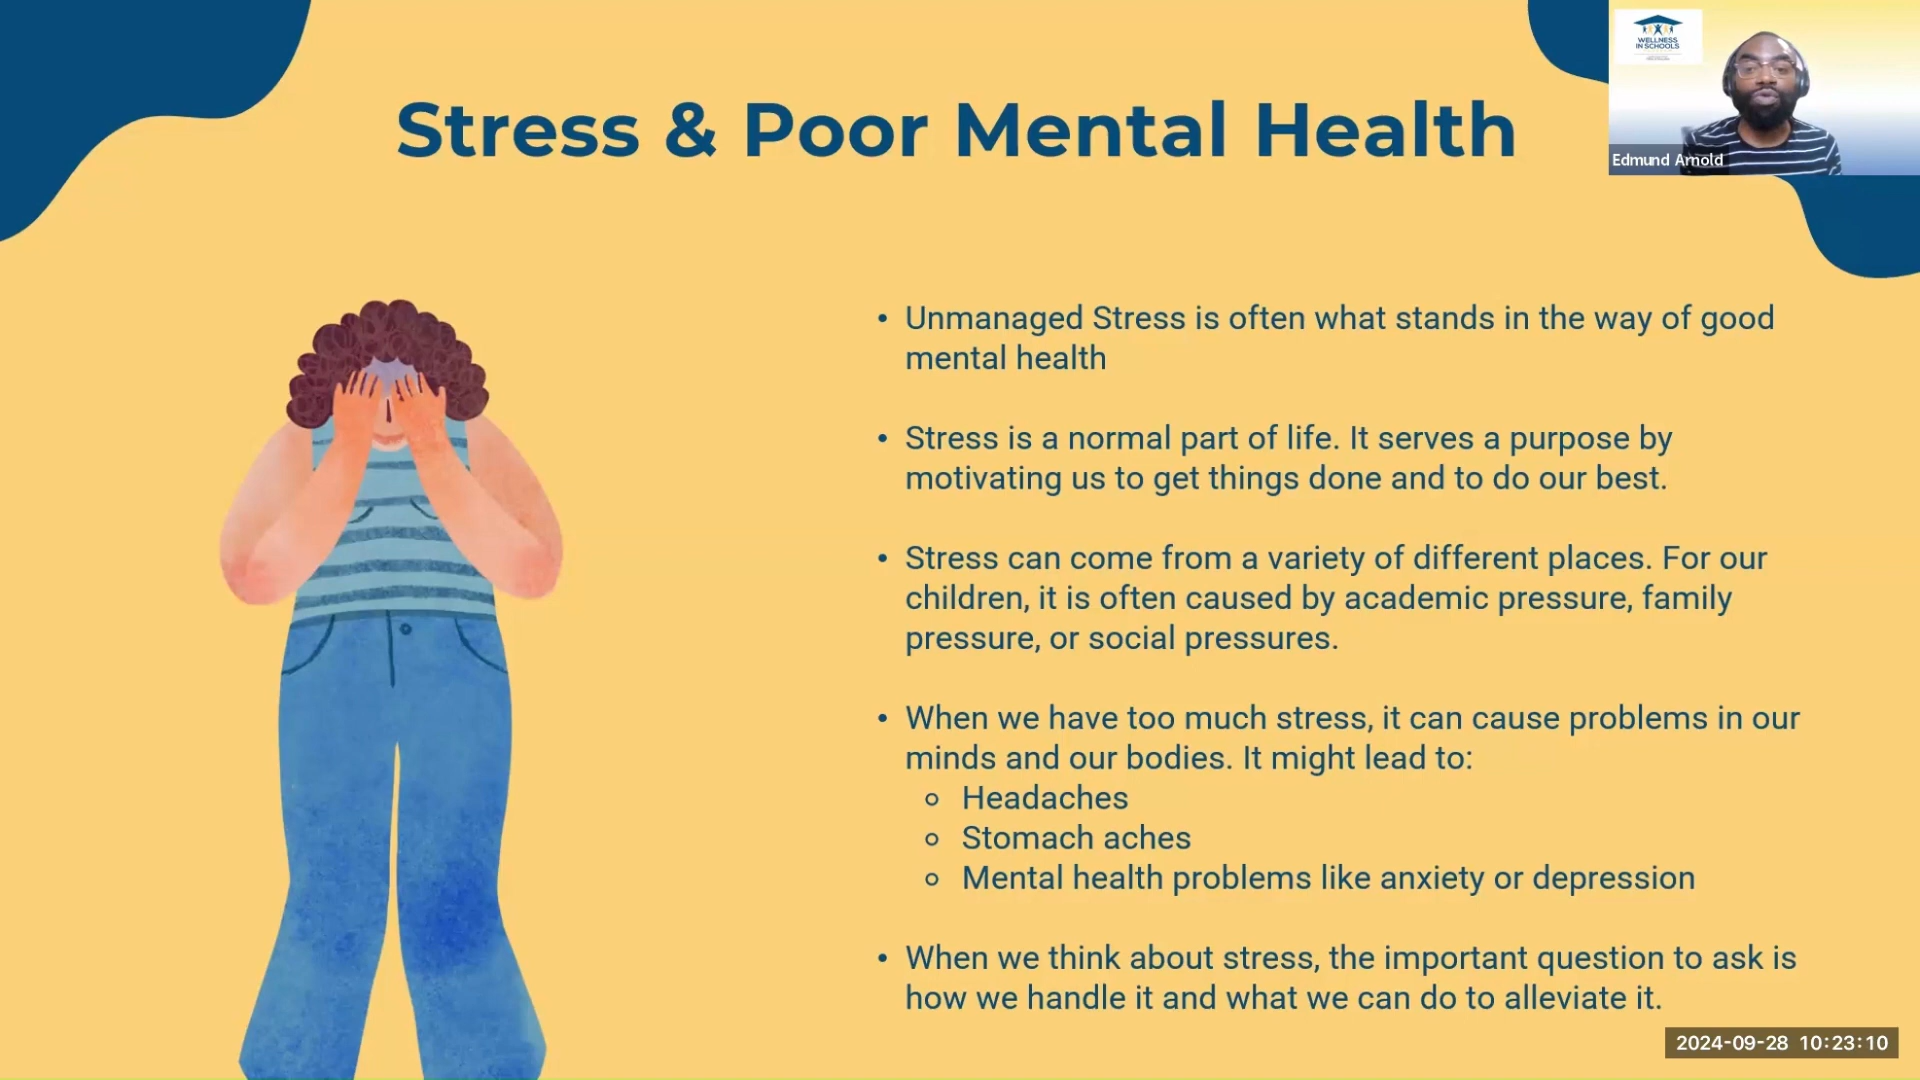 WELLNESS
IN SCHOOLS
Edmund Arnold
Stress & Poor Mental Health
• Unmanaged Stress is often what stands in the way of good
mental health
• Stress is a normal part of life. It serves a purpose by
motivating us to get things done and to do our best.
• Stress can come from a variety of different places. For our
children, it is often caused by academic pressure, family
pressure, or social pressures.
• When we have too much stress, it can cause problems in our
minds and our bodies. It might lead to:
○ Headaches
○ Stomach aches
○ Mental health problems like anxiety or depression
• When we think about stress, the important question to ask is
how we handle it and what we can do to alleviate it.
2024-09-28 10:23:10